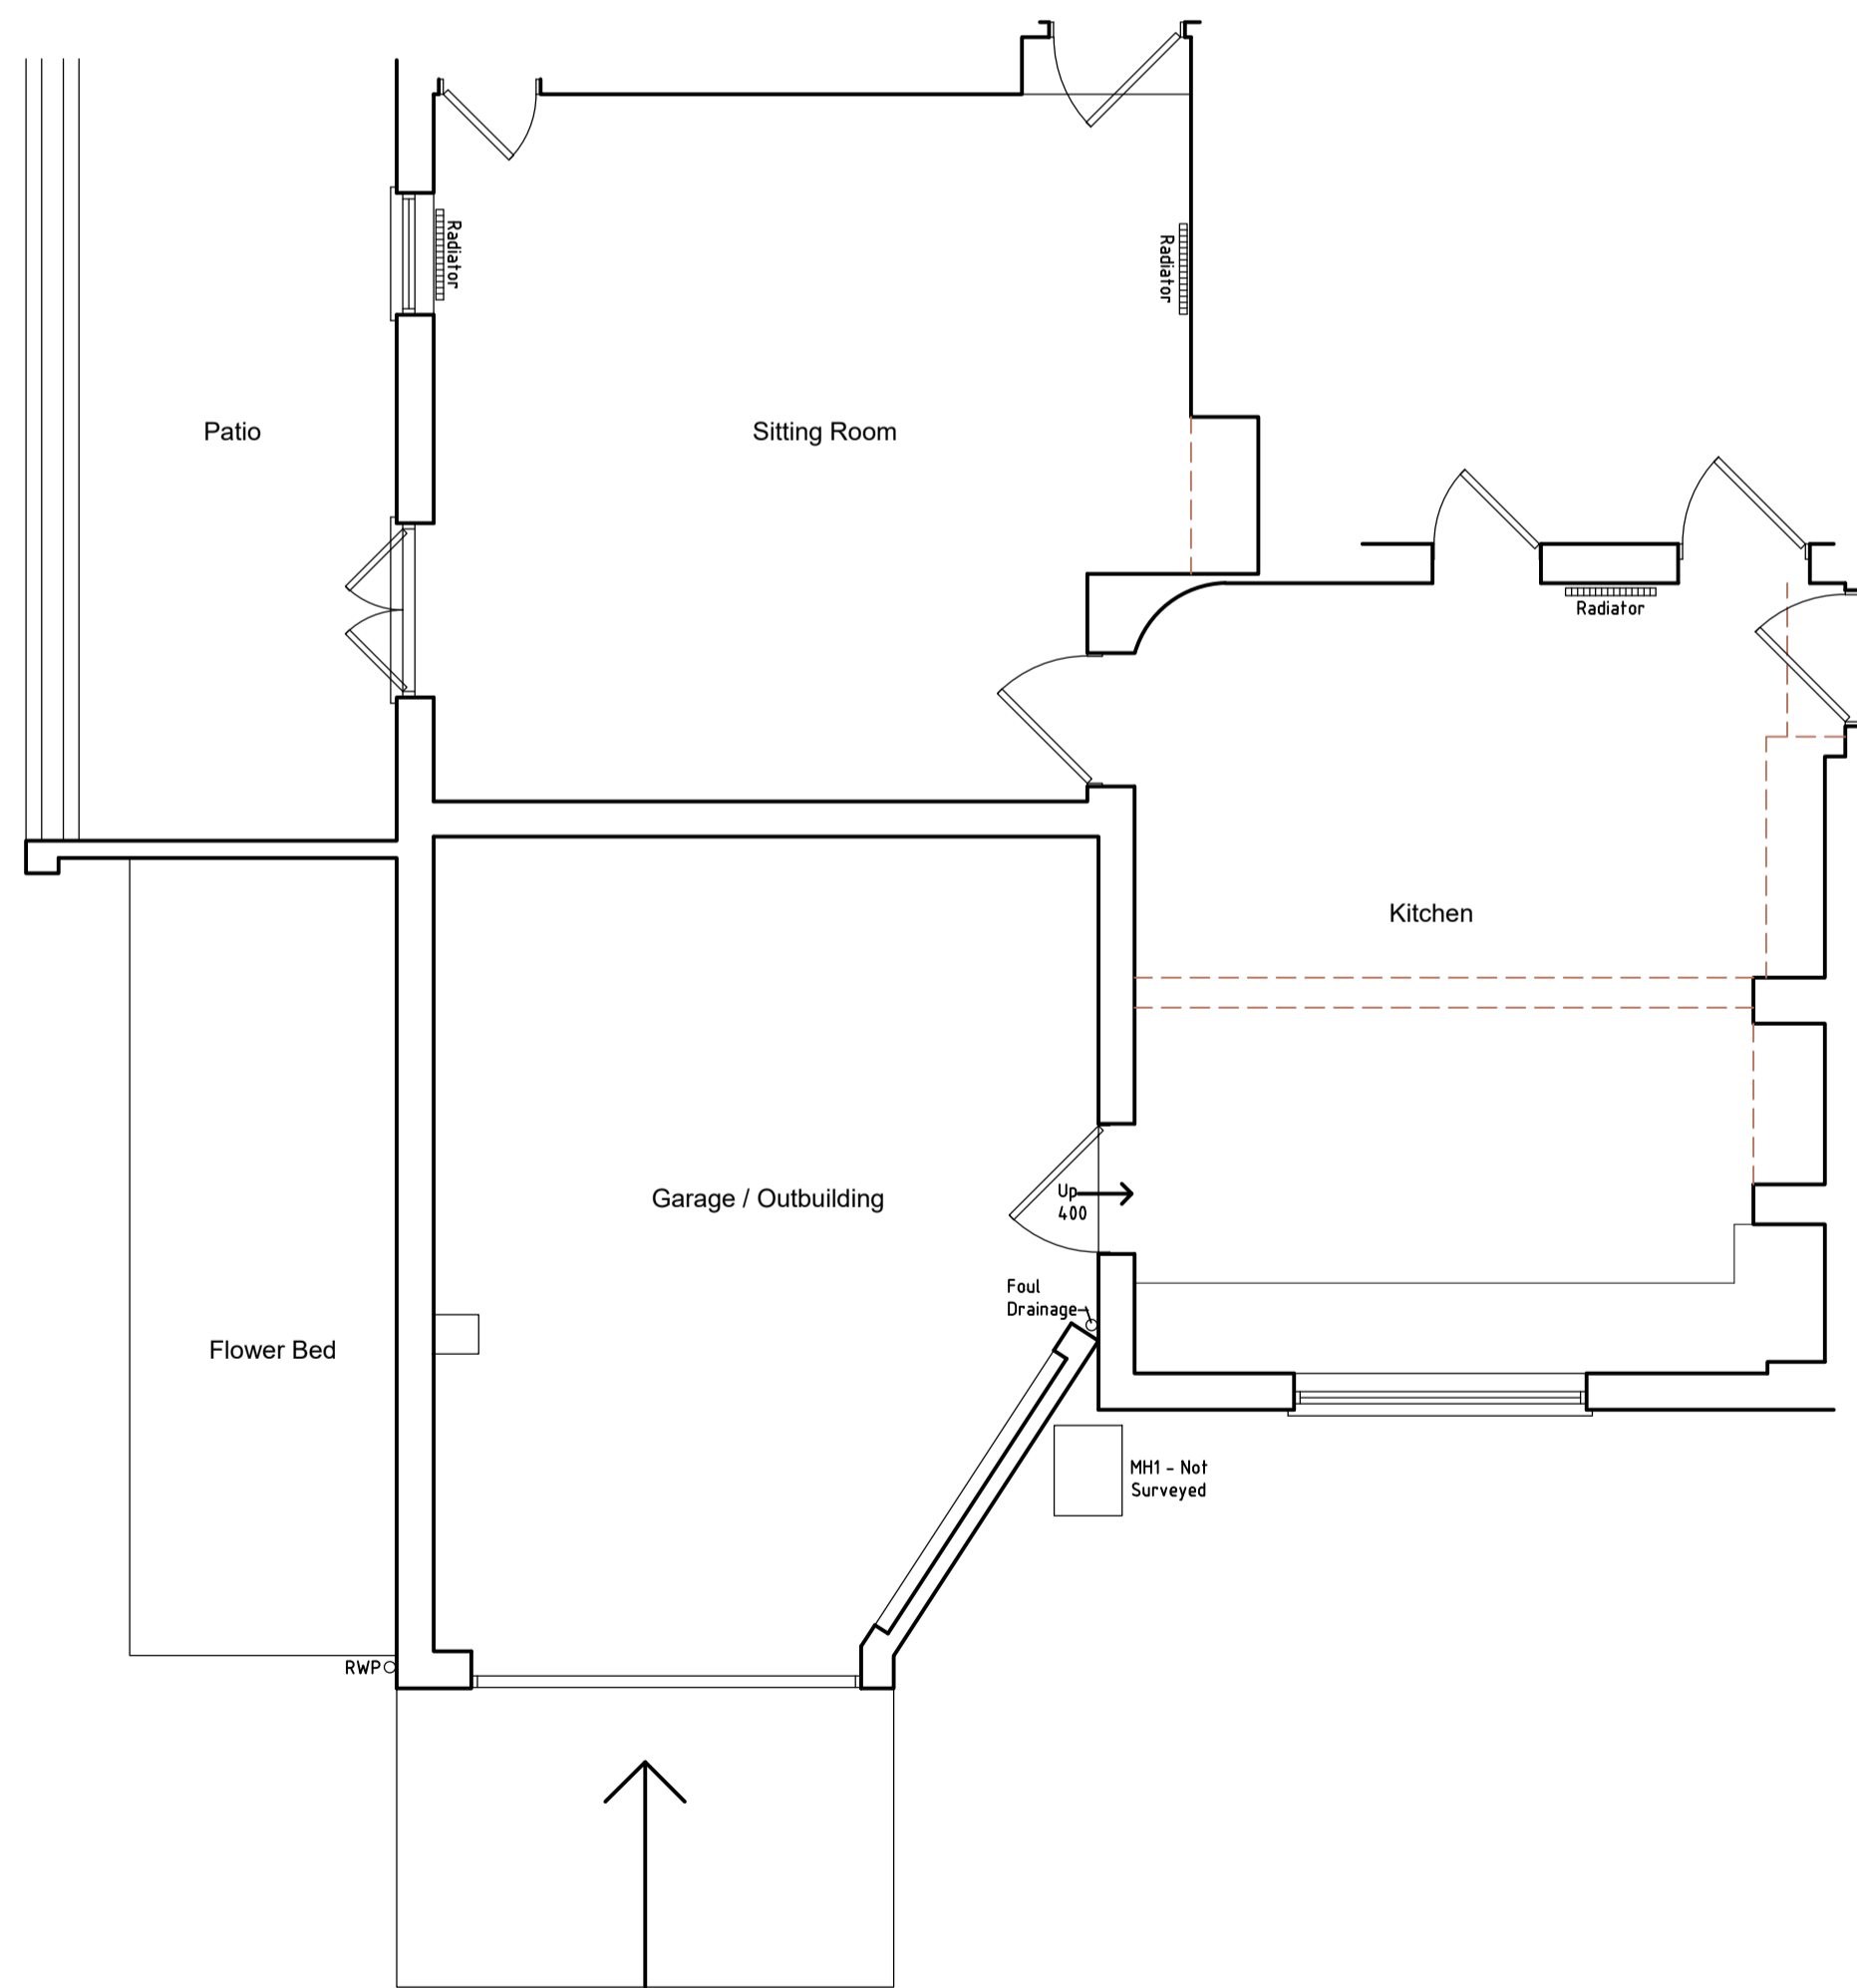 Radiator
Radiator
Patio
Sitting Room
Radiator
Kitchen
Garage / Outbuilding
Up
400
Foul
Drainage
Flower Bed
MH1 - Not
Surveyed
RWP